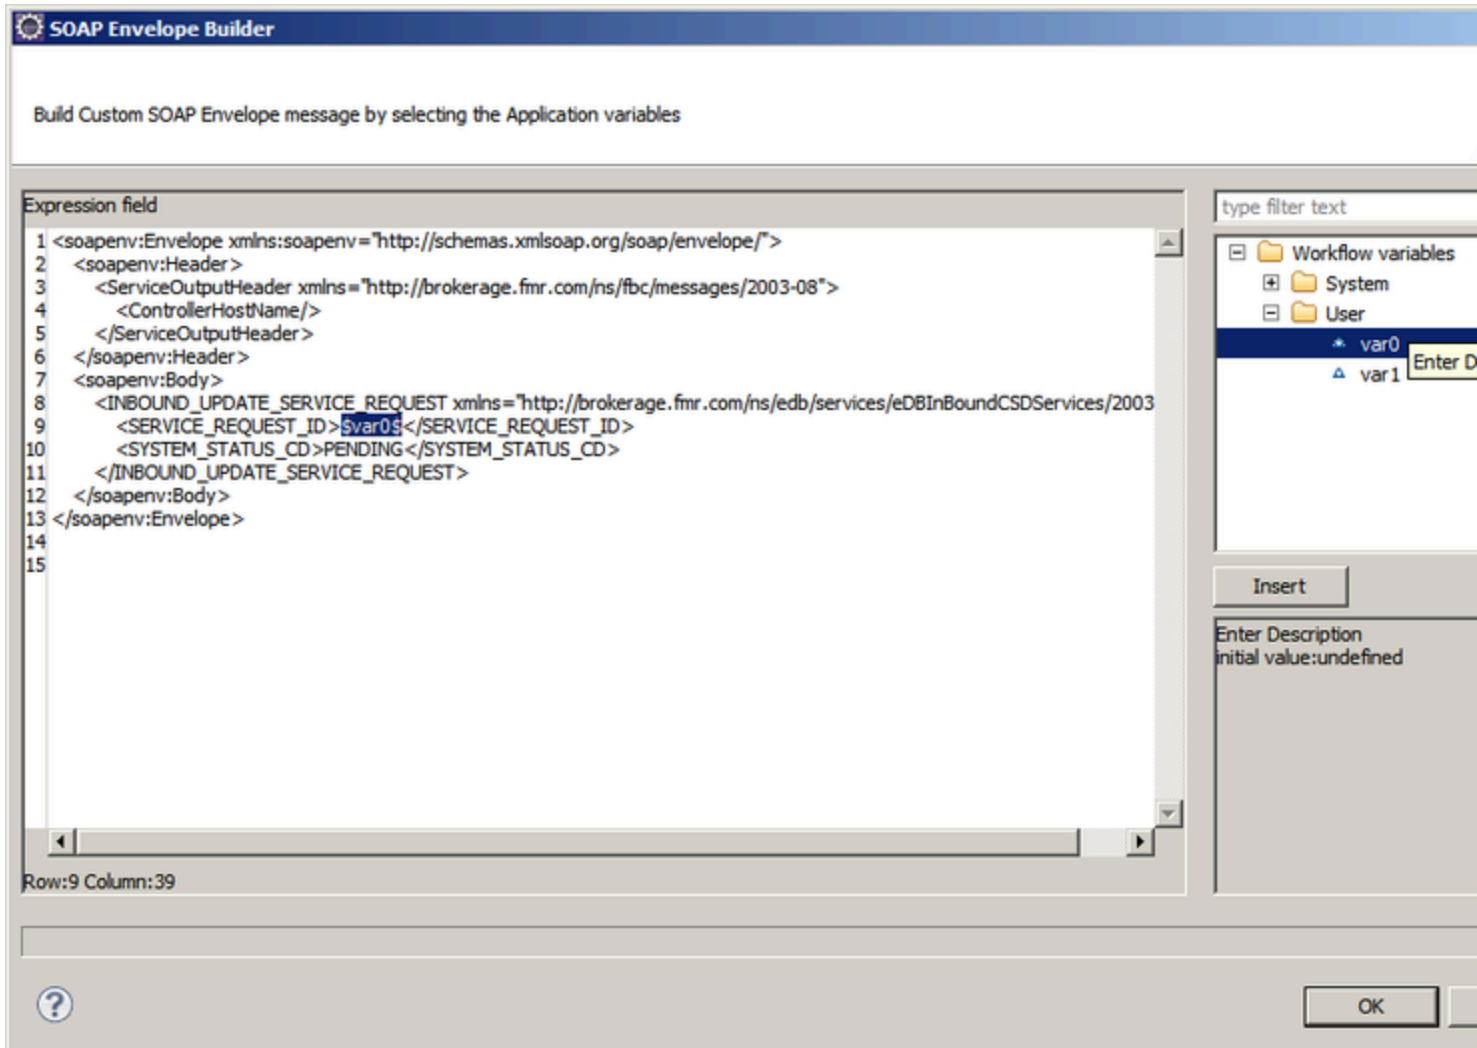 SOAP Envelope Builder
Build Custom SOAP Envelope message by selecting the Application variables
Expression field
1 <soapenv:Envelope xmlns:soapenv="http://schemas.xmlsoap.org/soap/envelope/">
2 <soapenv:Header>
3 <ServiceOutputHeader xmlns="http://brokerage.fmr.com/ns/fbc/messages/2003-08">
4 <ControllerHostName/>
5 </ServiceOutputHeader>
6 </soapenv:Header>
7 <soapenv:Body>
8 <INBOUND_UPDATE_SERVICE_REQUEST xmlns="http://brokerage.fmr.com/ns/edb/services/eDBInBoundCSDServices/2003
9 <SERVICE_REQUEST_ID>$var0$</SERVICE_REQUEST_ID>
10 <SYSTEM_STATUS_CD>PENDING</SYSTEM_STATUS_CD>
11 </INBOUND_UPDATE_SERVICE_REQUEST>
12 </soapenv:Body>
13 </soapenv:Envelope>
14
15
Row:9 Column:39
type filter text
Workflow variables
System
User
var0
Enter D
var1
Insert
Enter Description
initial value:undefined
?
OK